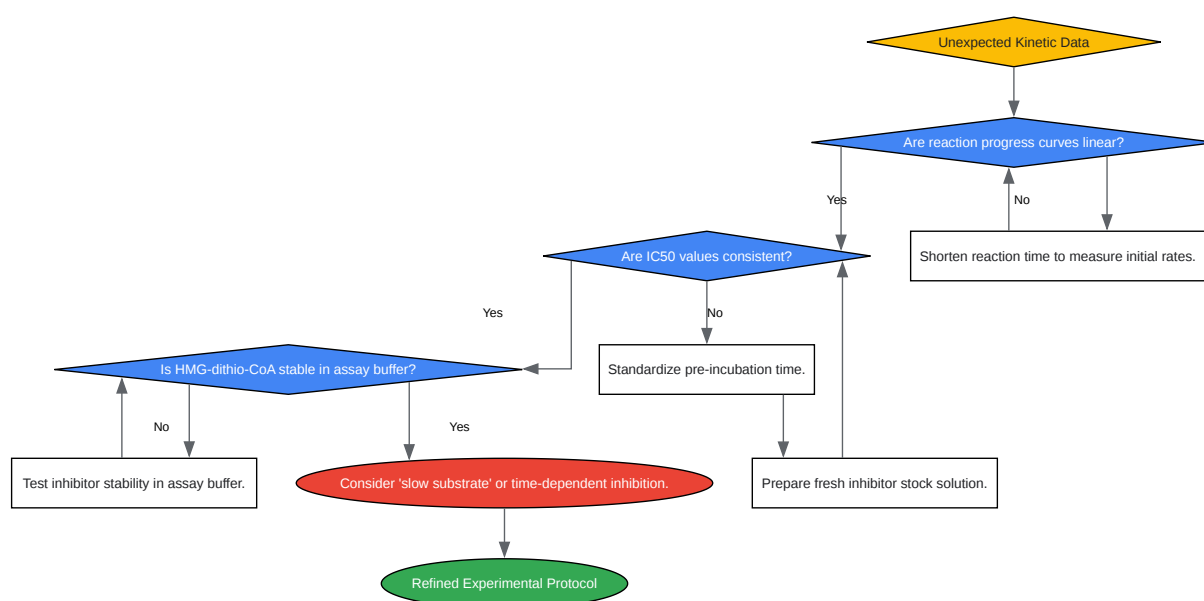 Unexpected Kinetic Data
Are reaction progress curves linear?
Yes
No
Shorten reaction time to measure initial rates.
Are IC50 values consistent?
Yes
No
Standardize pre-incubation time.
Is HMG-dithio-CoA stable in assay buffer?
No
Yes
Test inhibitor stability in assay buffer.
Consider 'slow substrate' or time-dependent inhibition.
Prepare fresh inhibitor stock solution.
Refined Experimental Protocol